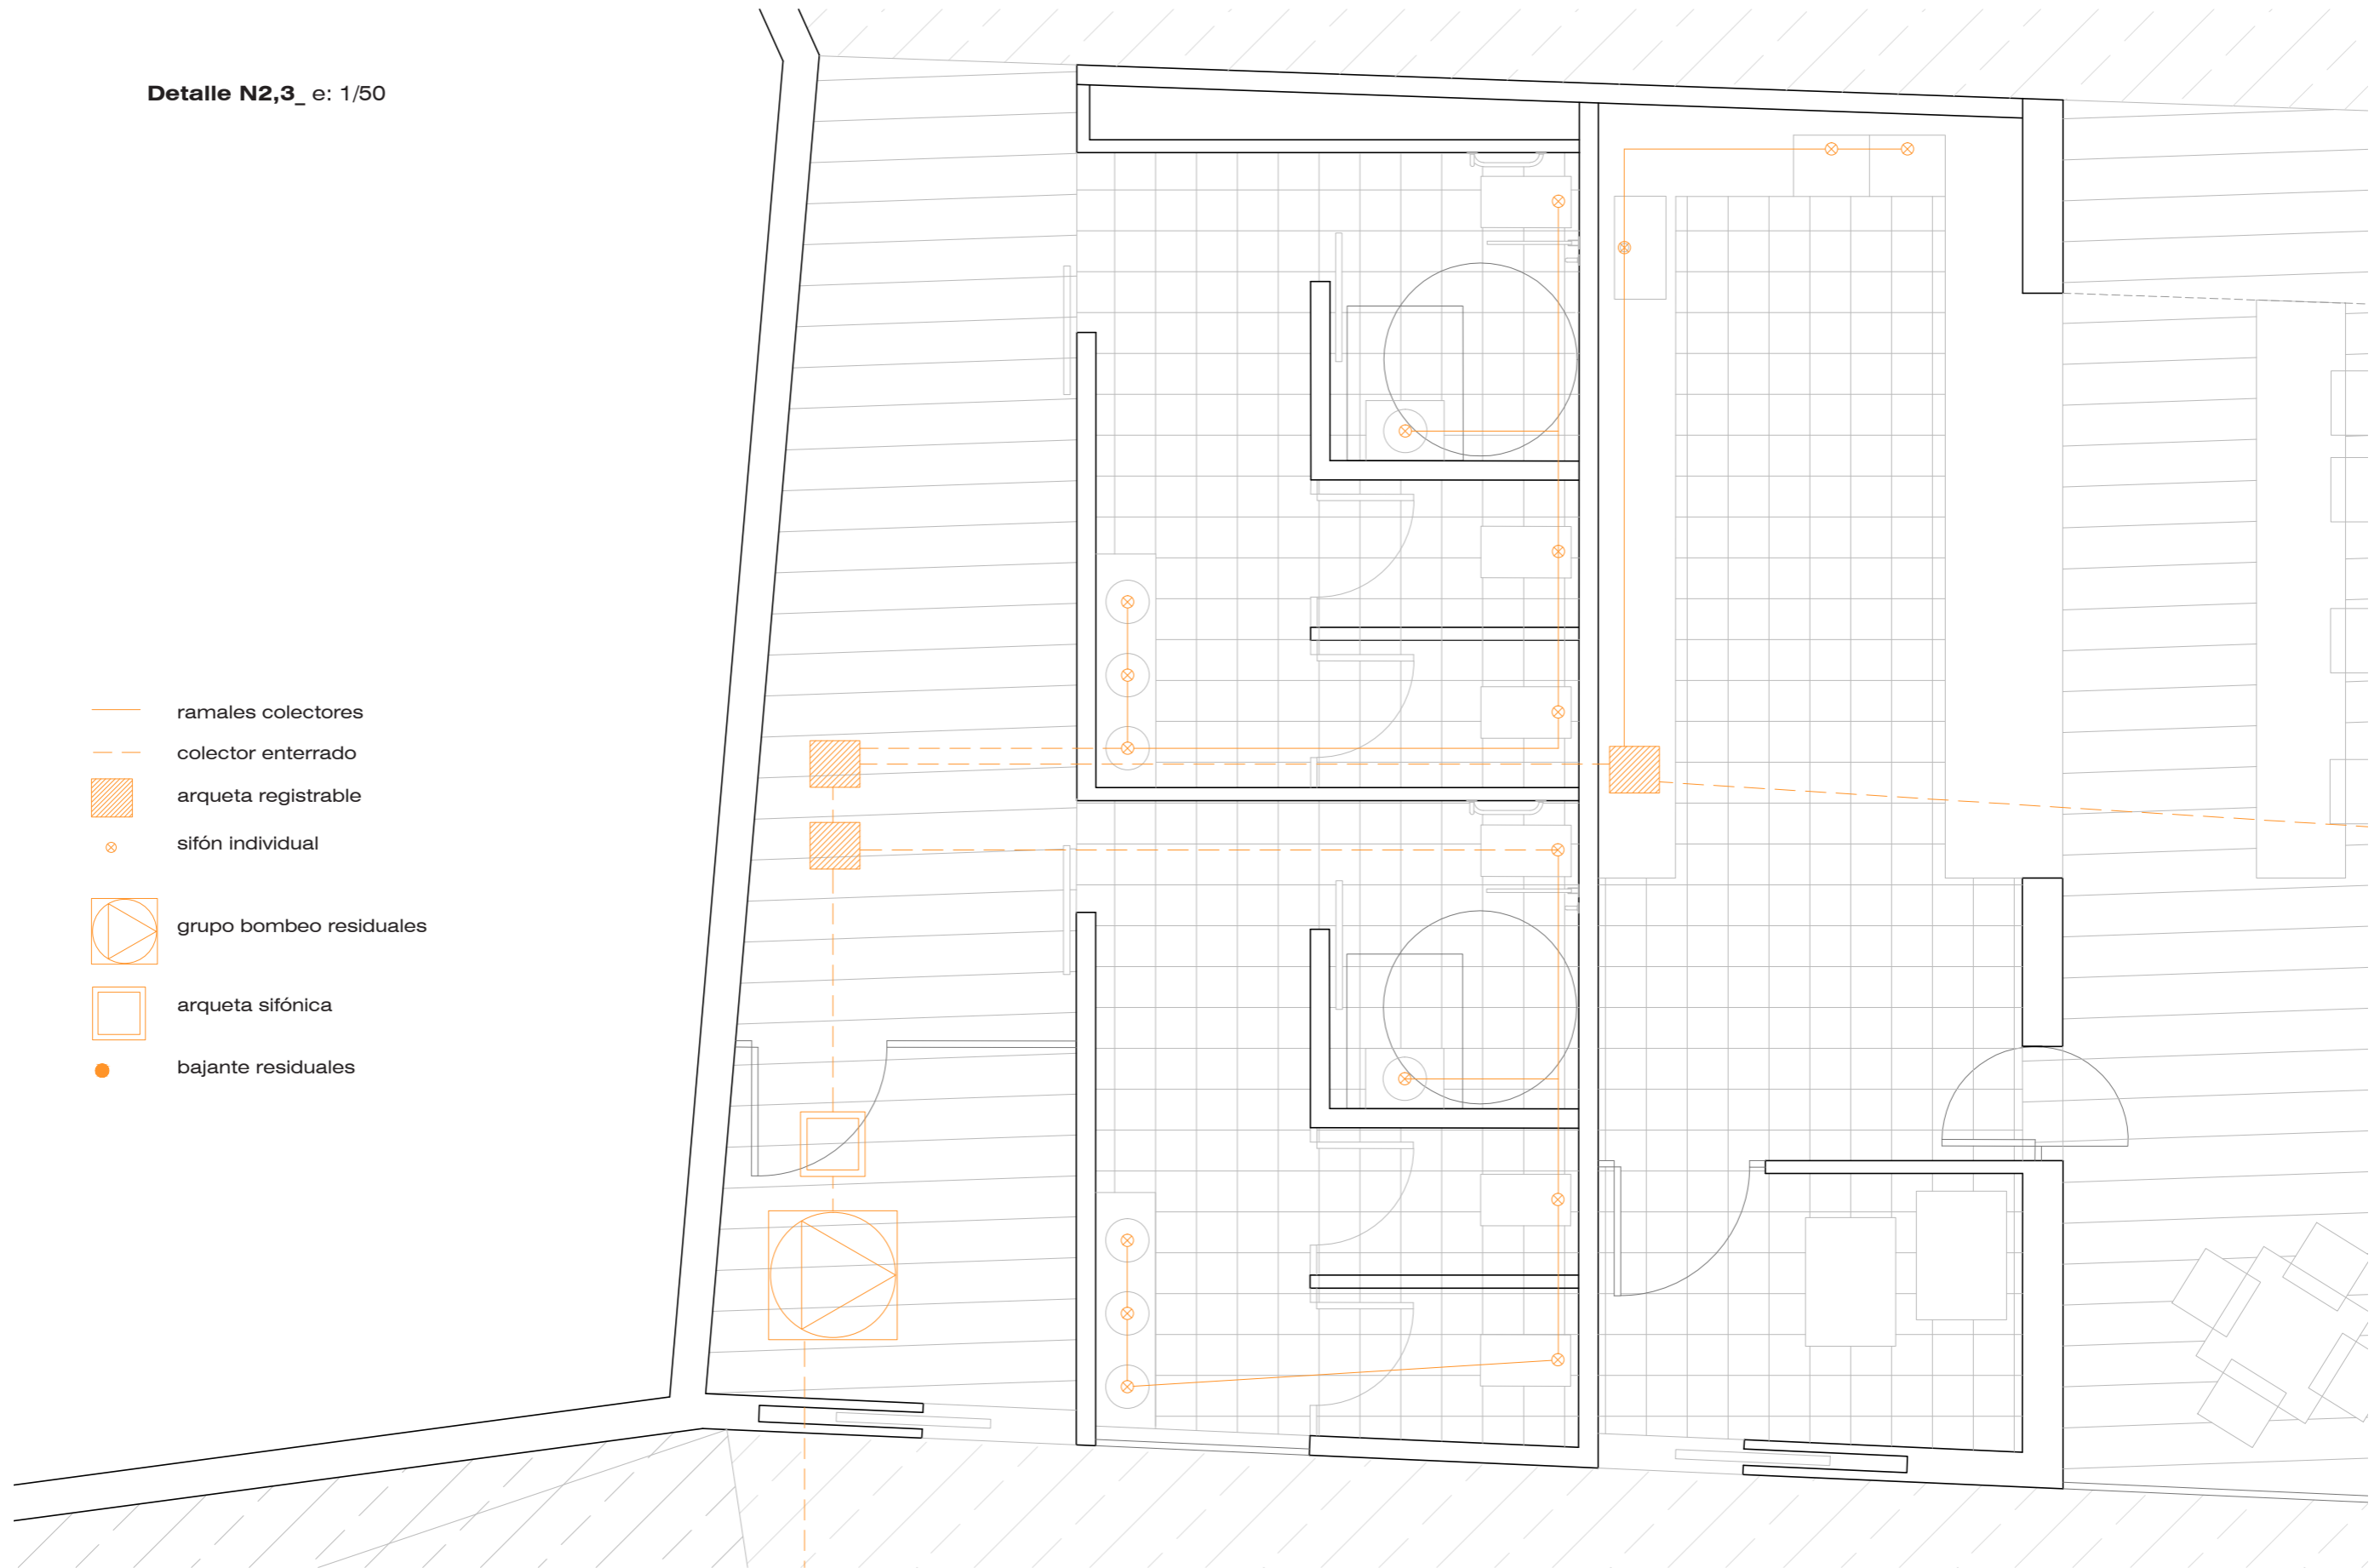 Detalle N2,3_ e: 1/50
ramales colectores
colector enterrado
arqueta registrable
sifón individual
grupo bombeo residuales
arqueta sifónica
bajante residuales